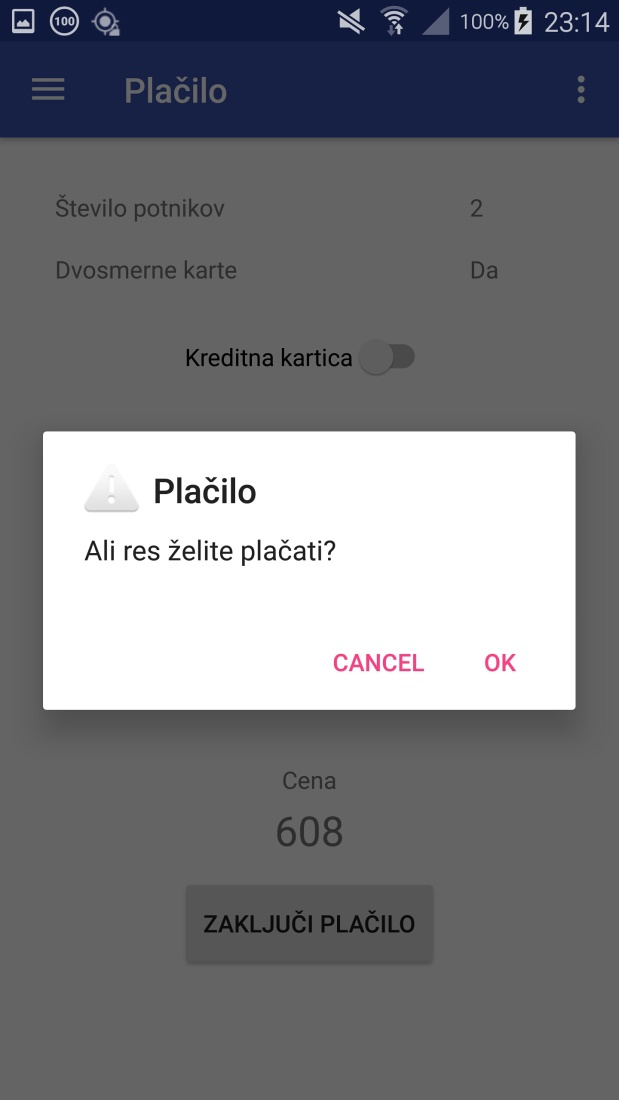 100 100% 23:14
Plačilo
Število potnikov 2
Dvosmerne karte Da
Kreditna kartica
Plačilo
Ali res želite plačati?
CANCEL OK
Cena
608
ZAKLJUČI PLAČILO